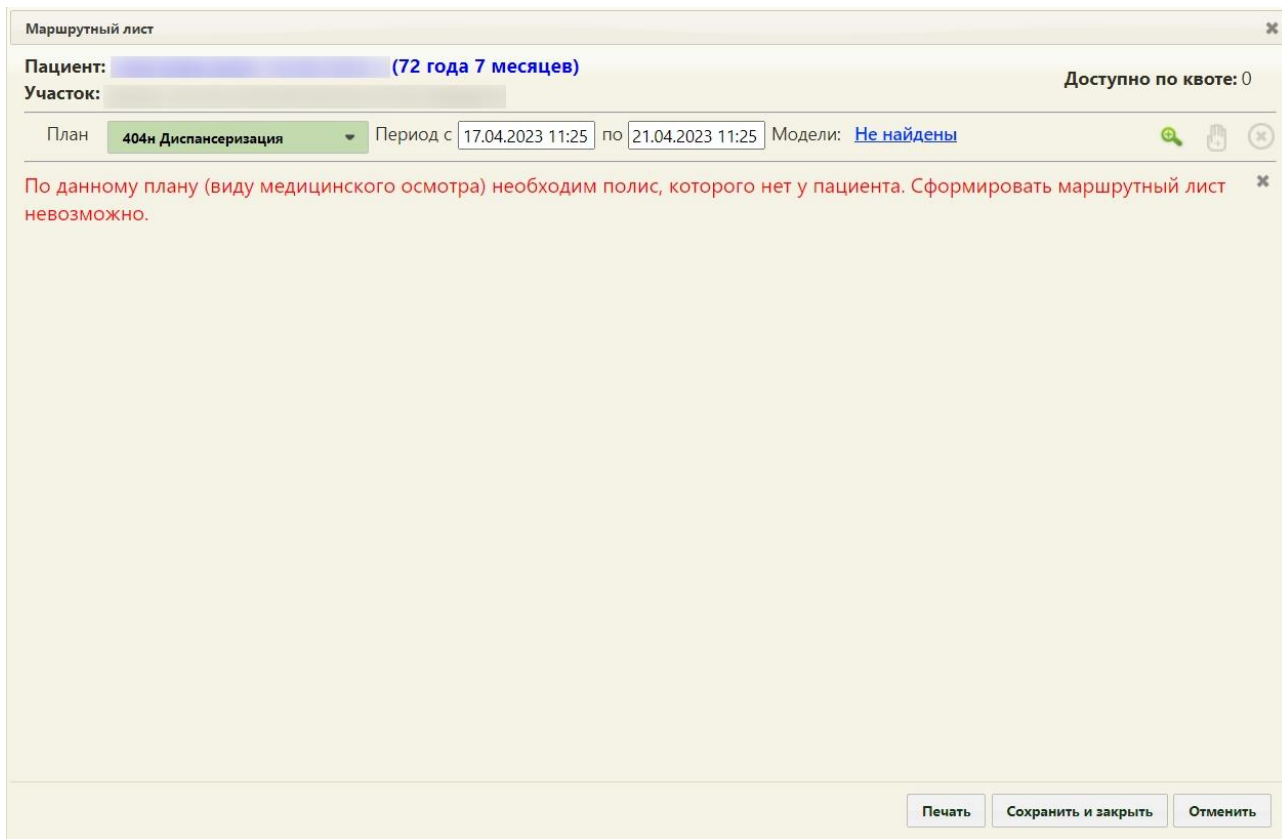 Маршрутный лист
Пациент: (72 года 7 месяцев)
Участок:
Доступно по квоте: 0
План 404н Диспансеризация Период с 17.04.2023 11:25 по 21.04.2023 11:25 Модели: Не найдены
По данному плану (виду медицинского осмотра) необходим полис, которого нет у пациента. Сформировать маршрутный лист
невозможно.
Печать Сохранить и закрыть Отменить